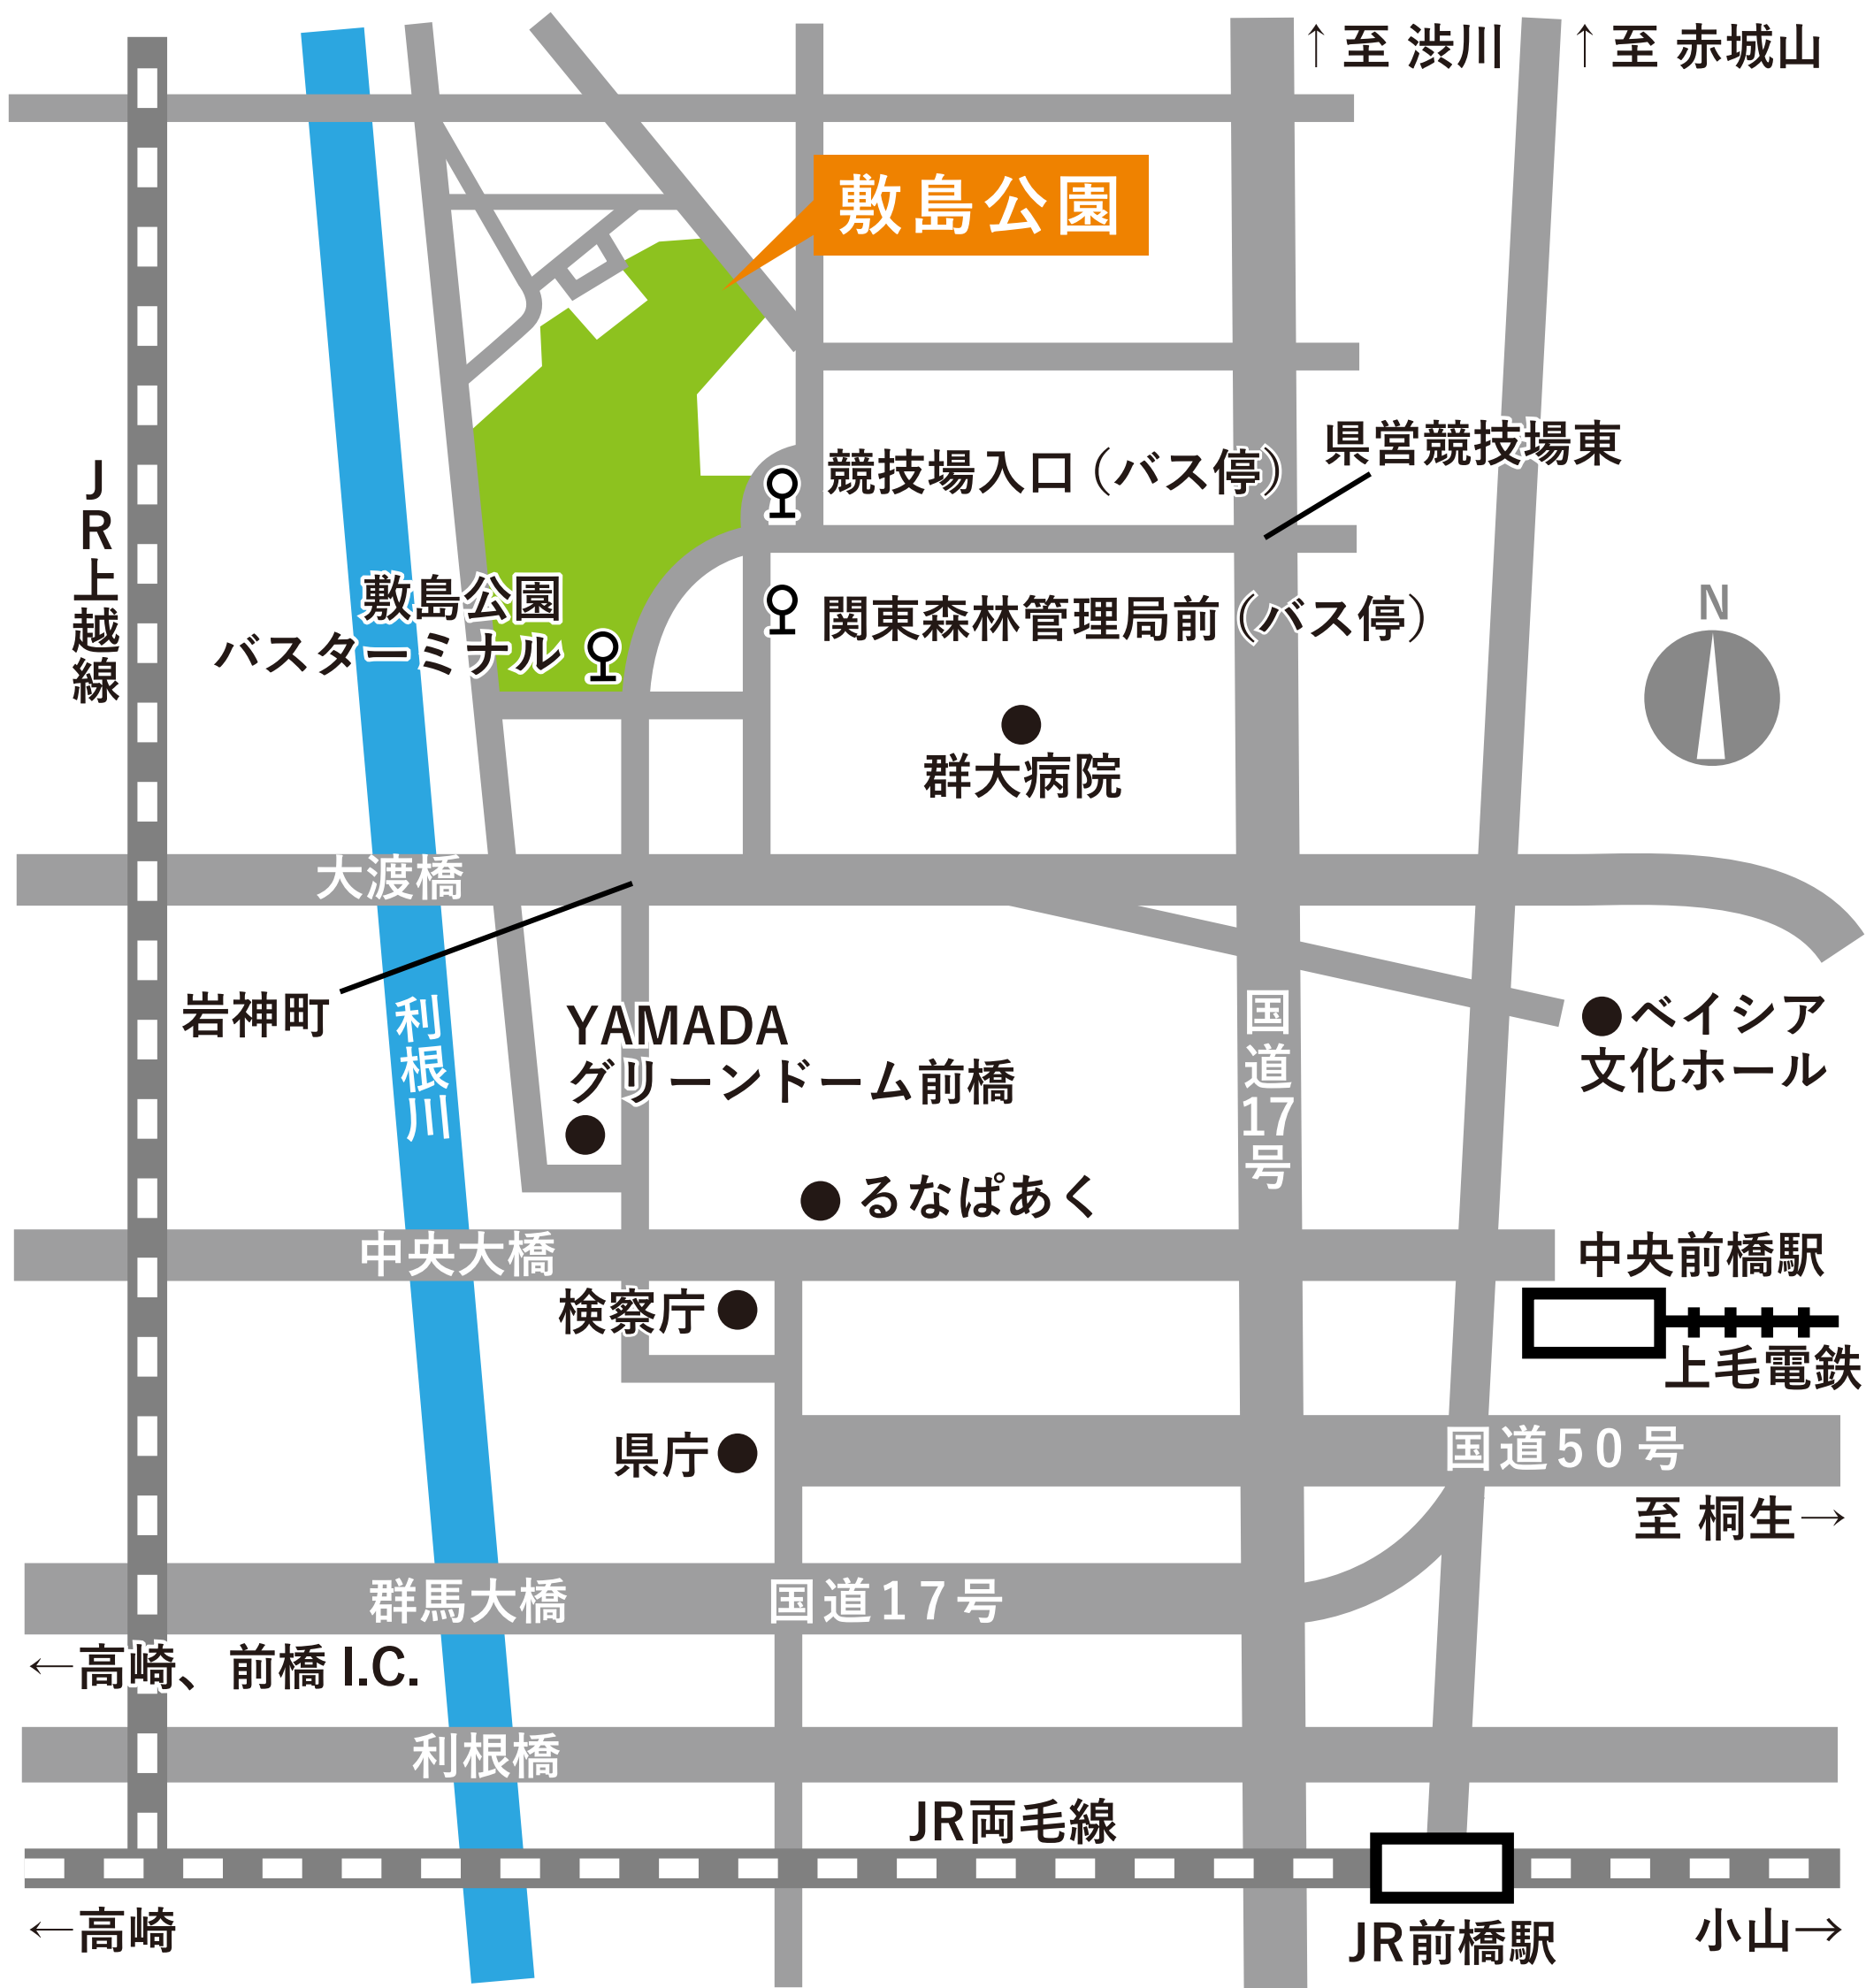 ↑至 渋川
↑至 赤城山
敷島公園
県営競技場東
競技場入口（バス停）
JR上越線
敷島公園
バスターミナル
関東森林管理局前（バス停）
N
群大病院
大渡橋
岩神町
利根川
YAMADA
グリーンドーム前橋
国道17号
ベイシア
文化ホール
るなぱあく
中央大橋
中央前橋駅
検察庁
上毛電鉄
県庁
国道50号
至 桐生→
群馬大橋
国道17号
←高崎、前橋 I.C.
利根橋
JR両毛線
←高崎
JR前橋駅
小山→